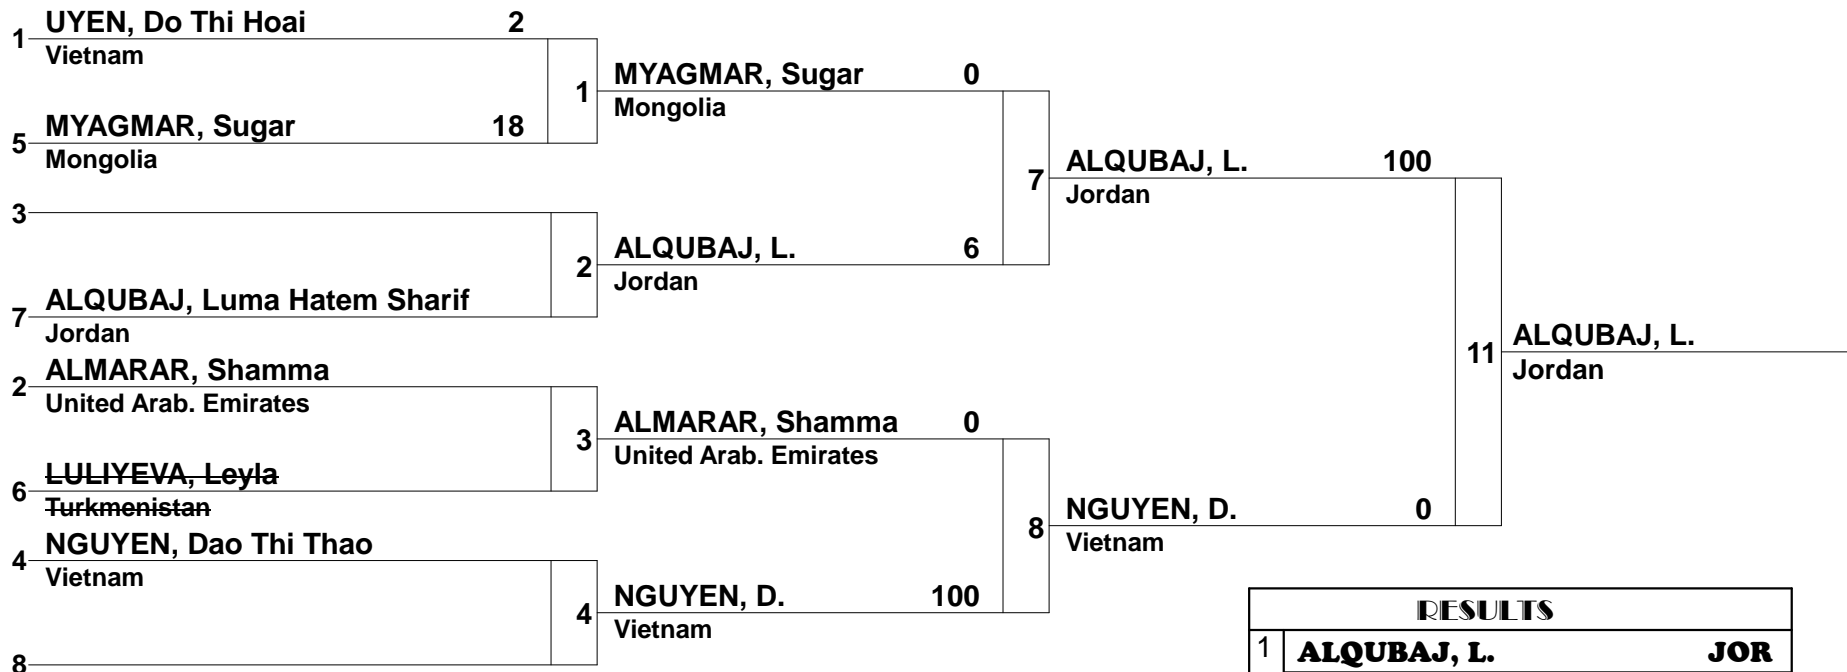 UYEN, Do Thi Hoai 2
1
Vietnam
MYAGMAR, Sugar 18
5
Mongolia
1
MYAGMAR, Sugar 0
Mongolia
3
ALQUBAJ, Luma Hatem Sharif
7
Jordan
2
ALQUBAJ, L. 6
Jordan
7
ALQUBAJ, L. 100
Jordan
ALMARAR, Shamma
2
United Arab. Emirates
LULIYEVA, Leyla
6
Turkmenistan
3
ALMARAR, Shamma 0
United Arab. Emirates
NGUYEN, Dao Thi Thao
4
Vietnam
8
4
NGUYEN, D. 100
Vietnam
8
NGUYEN, D. 0
Vietnam
11
ALQUBAJ, L.
Jordan
RESULTS
1 ALQUBAJ, L. JOR